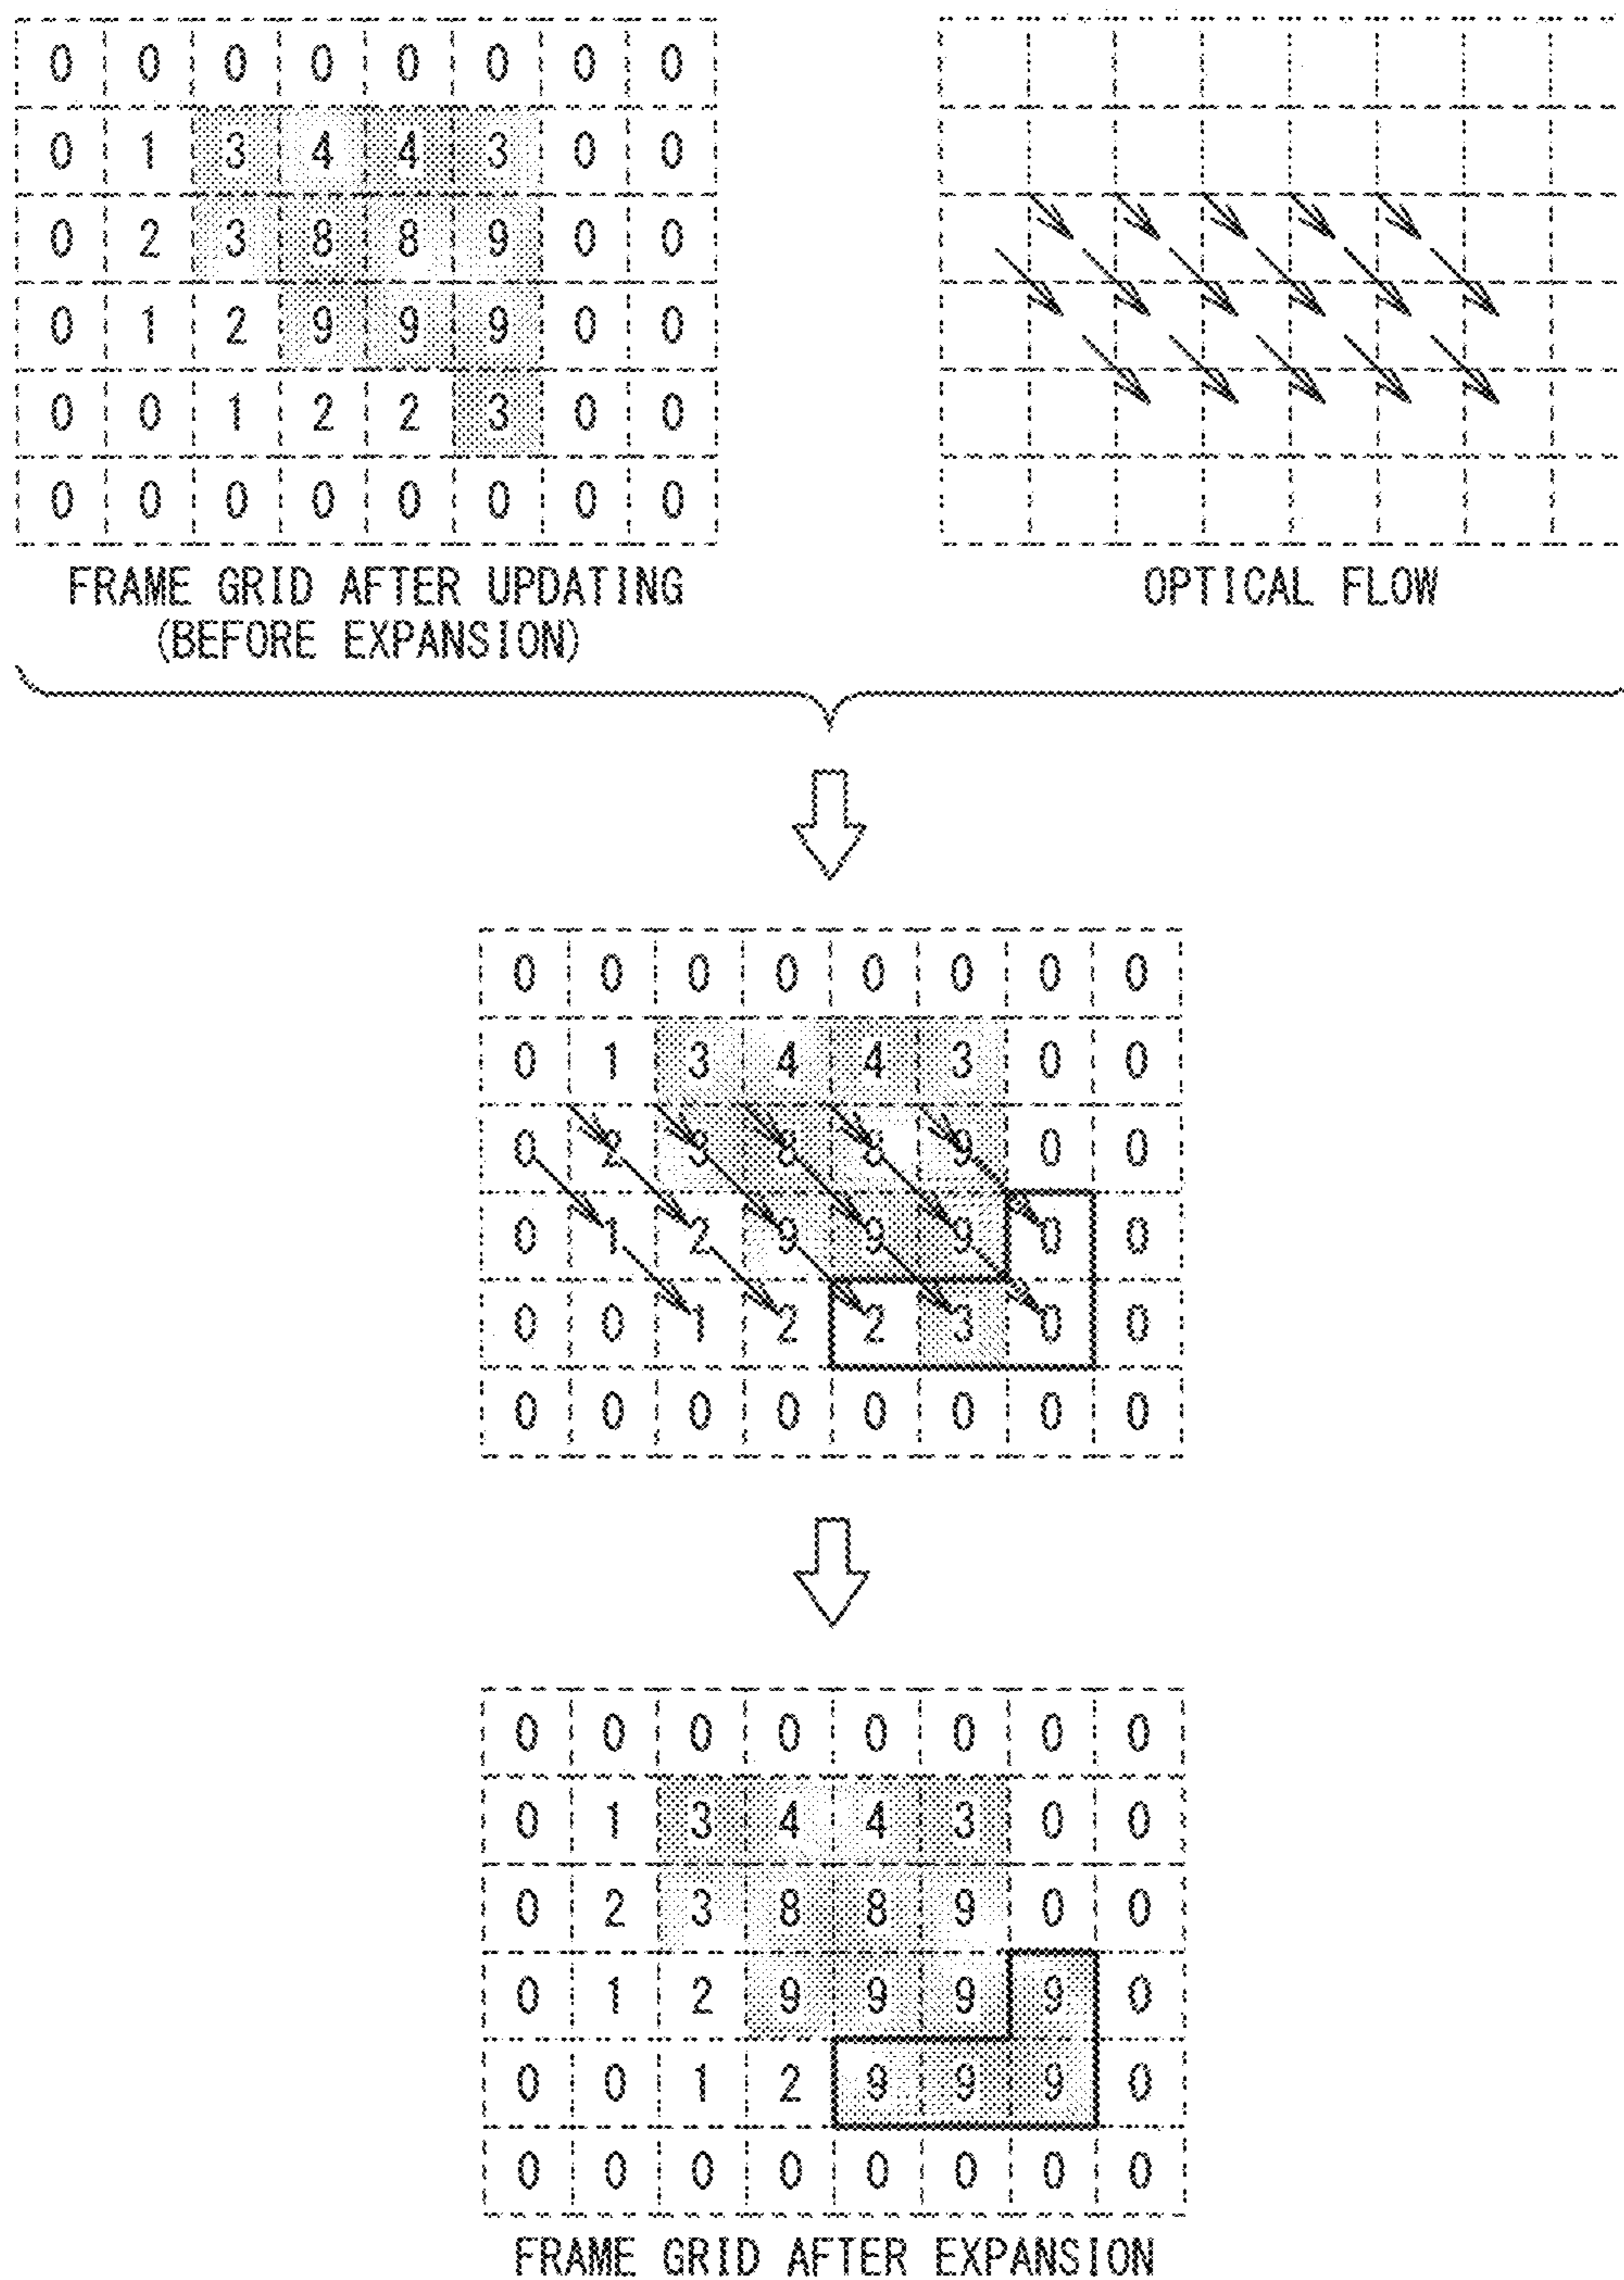 0 0 0 0 0 0 0 0
0 1 3 4 4 3 0 0
0 2 3 8 8 9 0 0
0 1 2 9 9 9 0 0
0 0 1 2 2 3 0 0
0 0 0 0 0 0 0 0
FRAME GRID AFTER UPDATING
(BEFORE EXPANSION)
OPTICAL FLOW
0 0 0 0 0 0 0 0
0 1 3 4 4 3 0 0
0 2 3 8 8 9 0 0
0 1 2 9 9 9 0 0
0 0 1 2 2 3 0 0
0 0 0 0 0 0 0 0
0 0 0 0 0 0 0 0
0 1 3 4 4 3 0 0
0 2 3 8 8 9 0 0
0 1 2 9 9 9 9 0
0 0 1 2 9 9 9 0
0 0 0 0 0 0 0 0
FRAME GRID AFTER EXPANSION